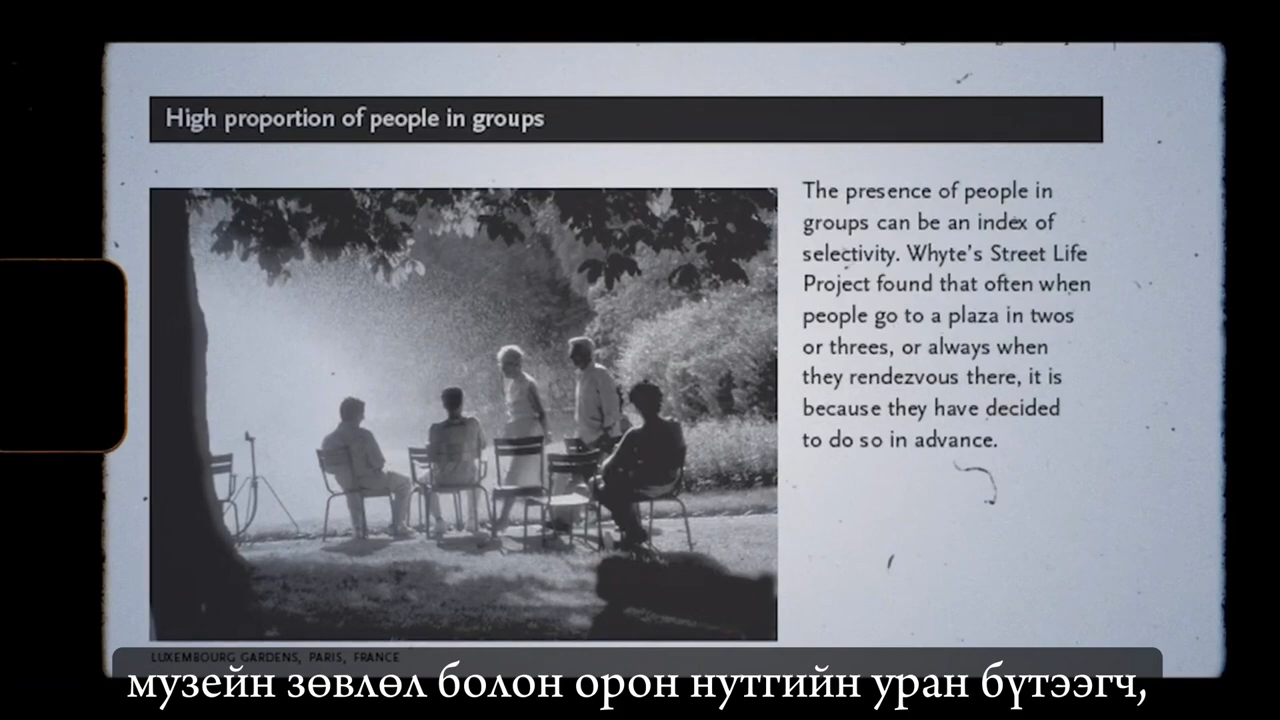 High proportion of people in groups
The presence of people in
groups can be an index of
selectivity. Whyte's Street Life
Project found that often when
people go to a plaza in twos
or threes, or always when
they rendezvous there, it is
because they have decided
to do so in advance.
LUXEMBOURG GARDENS, PARIS, FRANCE
музейн зөвлөл болон орон нутгийн уран бүтээгч,